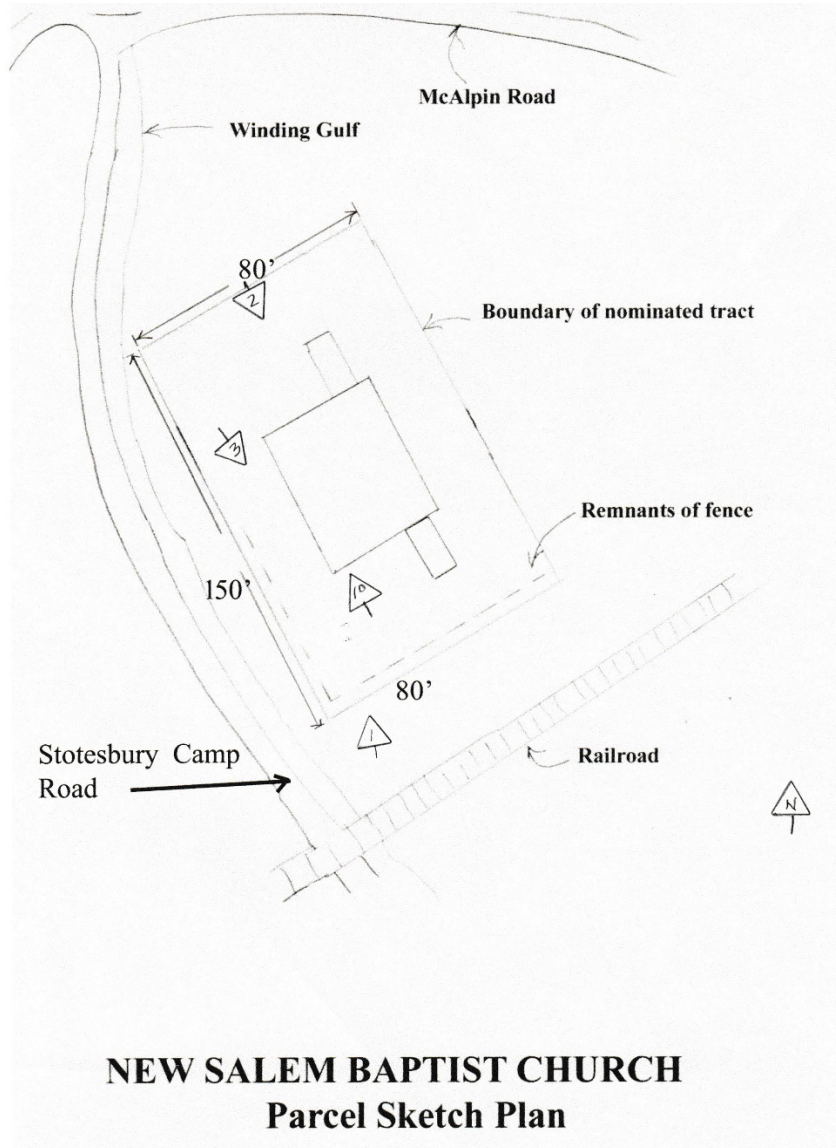 McAlpin Road
Winding Gulf
80’
2
Boundary of nominated tract
3
Remnants of fence
150’
10
80’
1
Stotesbury Camp
Road
Railroad
N
NEW SALEM BAPTIST CHURCH
Parcel Sketch Plan